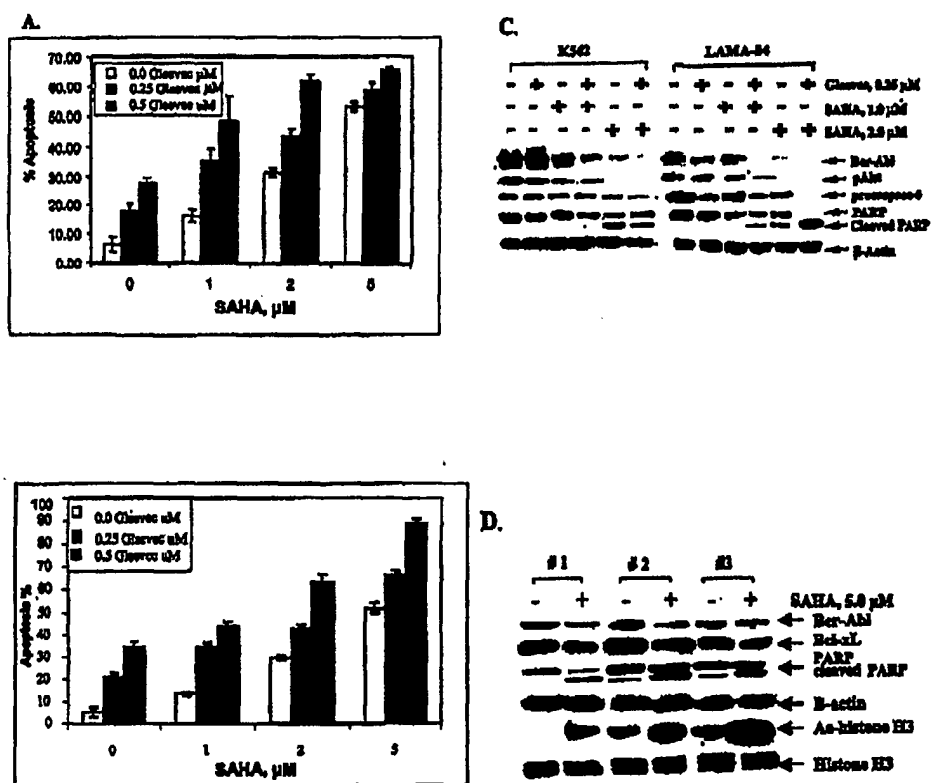 A.
70.00
60.00
50.00
40.00
30.00
20.00
10.00
0.00
% Apoptosis
0.0 Gleevec µM
0.25 Gleevec µM
0.5 Gleevec µM
0 1 2 5
SAHA, µM
C.
K562 LAMA-84
- + - + - + - + - + - + Gleevec, 0.25 µM
- - + + - - - - + + - - SAHA, 1.0 µM
- - - - + + - - - - + + SAHA, 2.0 µM
Bcr-Abl
pAkt
PARP
Cleaved PARP
β-Actin
100
90
80
70
60
50
40
30
20
10
0
Apoptosis %
0.0 Gleevec uM
0.25 Gleevec uM
0.5 Gleevec uM
0 1 2 5
SAHA, µM
D.
#1 #2 #3
- + - + - + SAHA, 5.0 µM
Bcr-Abl
Bcl-xL
PARP
cleaved PARP
B-actin
Ac-histone H3
Histone H3